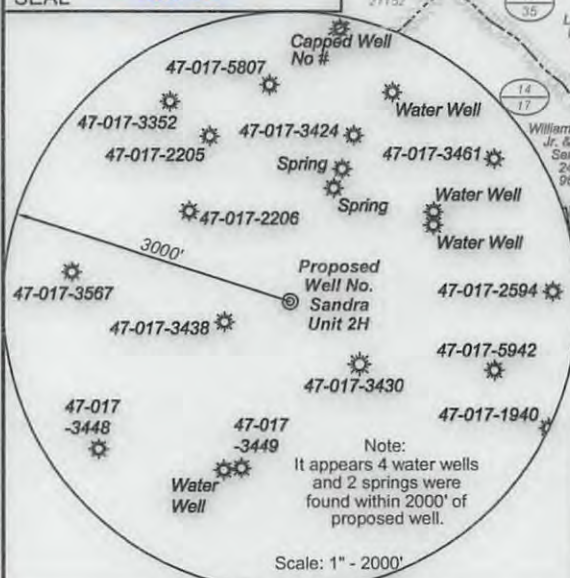 SEAL
21152
35
Capped Well
No #
47-017-5807
14
17
47-017-3352
Water Well
William
Jr. &
47-017-2205
47-017-3424
47-017-3461
Spring
Spring
Water Well
47-017-2206
Water Well
3000'
Proposed
Well No.
Sandra
Unit 2H
47-017-3567
47-017-2594
47-017-3438
47-017-5942
47-017-3430
47-017-1940
47-017
-3448
47-017
-3449
Water
Well
Note:
It appears 4 water wells
and 2 springs were
found within 2000' of
proposed well.
Scale: 1" - 2000'